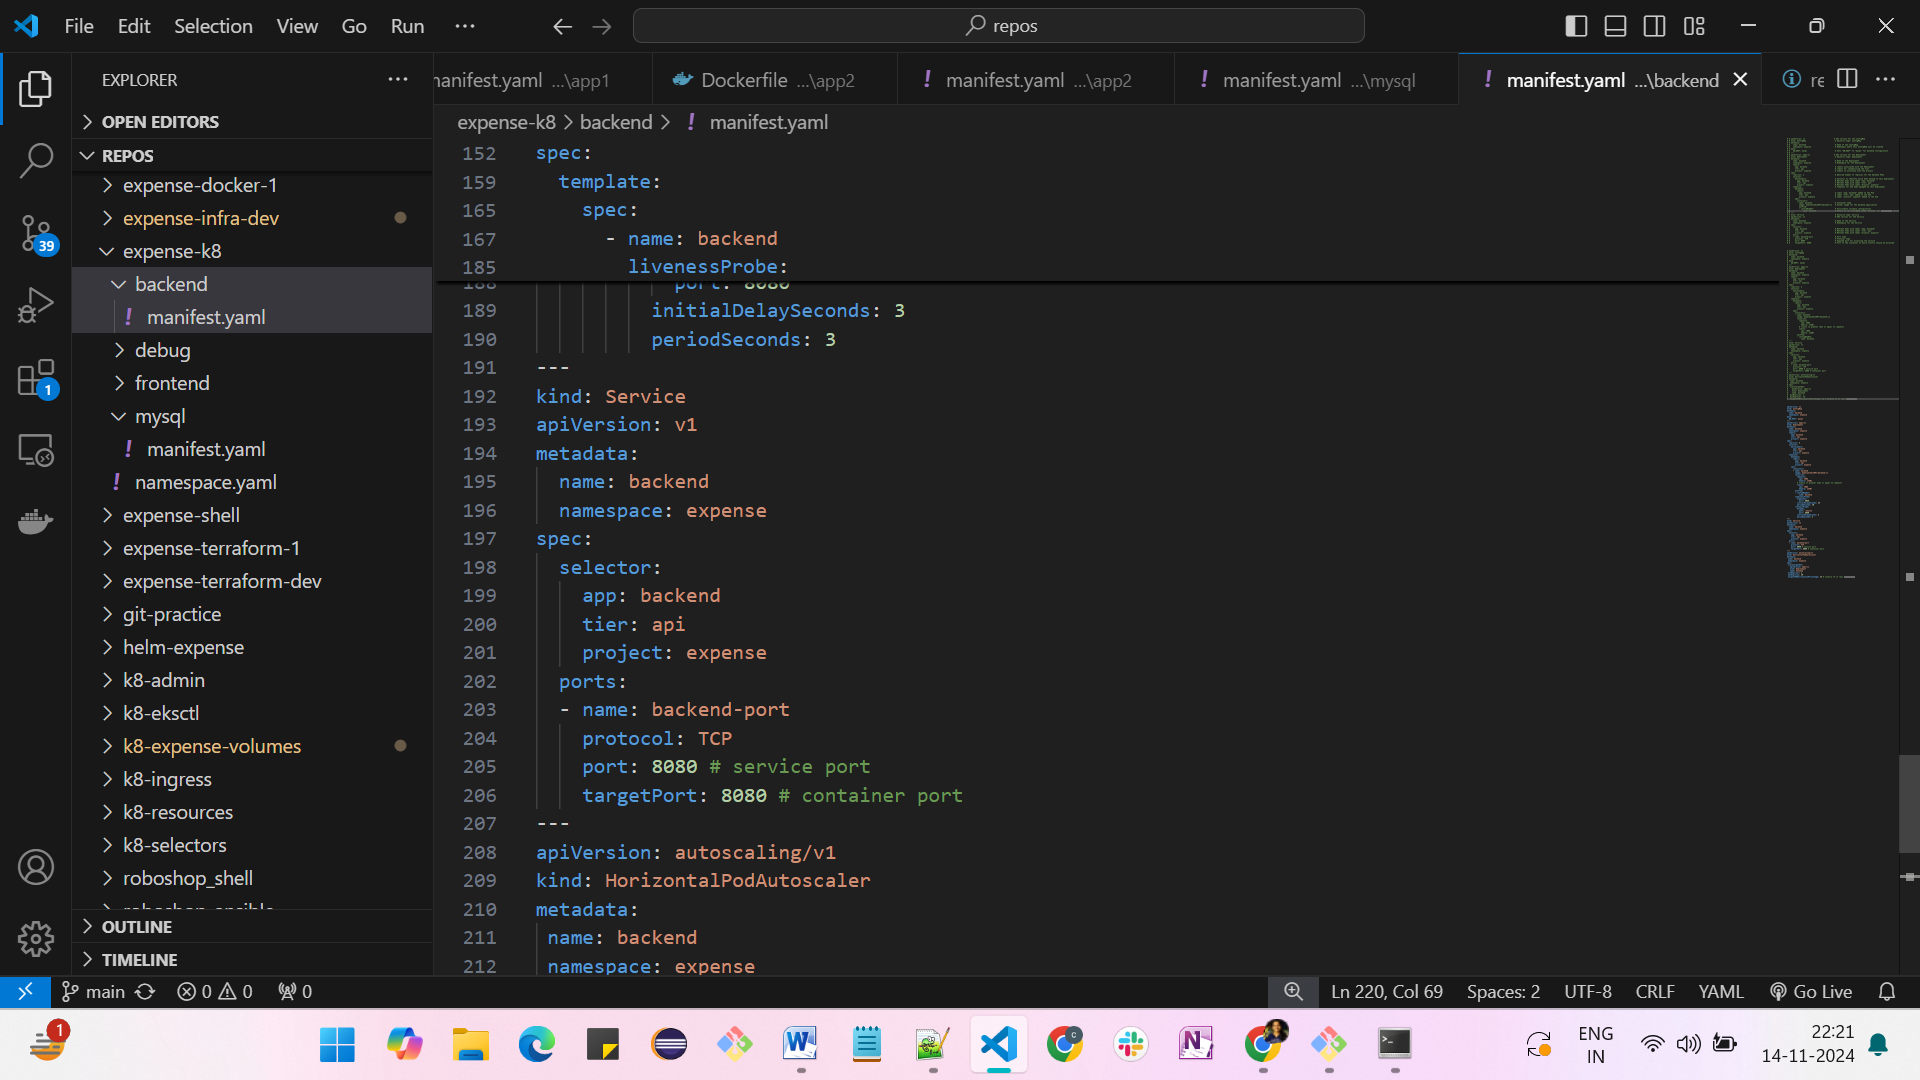 File Edit Selection View Go Run ···
repos
EXPLORER
manifest.yaml ...\app1
Dockerfile ...\app2
! manifest.yaml ...\app2
! manifest.yaml ...\mysql
! manifest.yaml ...\backend
OPEN EDITORS
REPOS
expense-docker-1
expense-infra-dev
expense-k8
backend
! manifest.yaml
debug
frontend
mysql
! manifest.yaml
! namespace.yaml
expense-shell
expense-terraform-1
expense-terraform-dev
git-practice
helm-expense
k8-admin
k8-eksctl
k8-expense-volumes
k8-ingress
k8-resources
k8-selectors
roboshop_shell
OUTLINE
TIMELINE
39
1
expense-k8 > backend > ! manifest.yaml
152 spec:
159 template:
165 spec:
167 - name: backend
185 livenessProbe:
188 port: 8080
189 initialDelaySeconds: 3
190 periodSeconds: 3
191 ---
192 kind: Service
193 apiVersion: v1
194 metadata:
195 name: backend
196 namespace: expense
197 spec:
198 selector:
199 app: backend
200 tier: api
201 project: expense
202 ports:
203 - name: backend-port
204 protocol: TCP
205 port: 8080 # service port
206 targetPort: 8080 # container port
207 ---
208 apiVersion: autoscaling/v1
209 kind: HorizontalPodAutoscaler
210 metadata:
211 name: backend
212 namespace: expense
main 0 0 0
Ln 220, Col 69 Spaces: 2 UTF-8 CRLF YAML Go Live
1
ENG
IN
22:21
14-11-2024